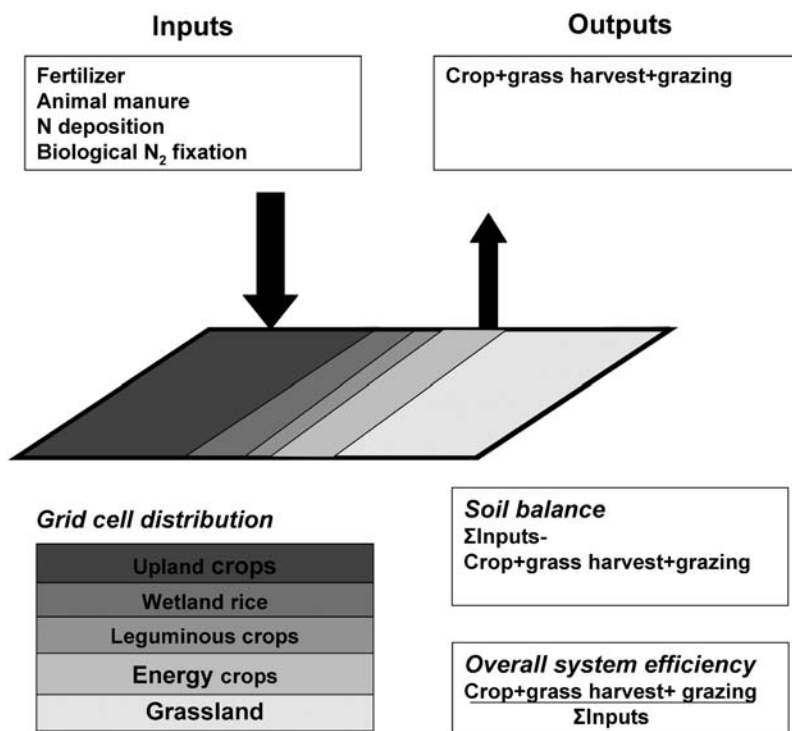 Inputs
Fertilizer
Animal manure
N deposition
Biological N₂ fixation
Outputs
Crop+grass harvest+grazing
Grid cell distribution
Upland crops
Wetland rice
Leguminous crops
Energy crops
Grassland
Soil balance
ΣInputs-
Crop+grass harvest+grazing
Overall system efficiency
Crop+grass harvest+ grazing
ΣInputs